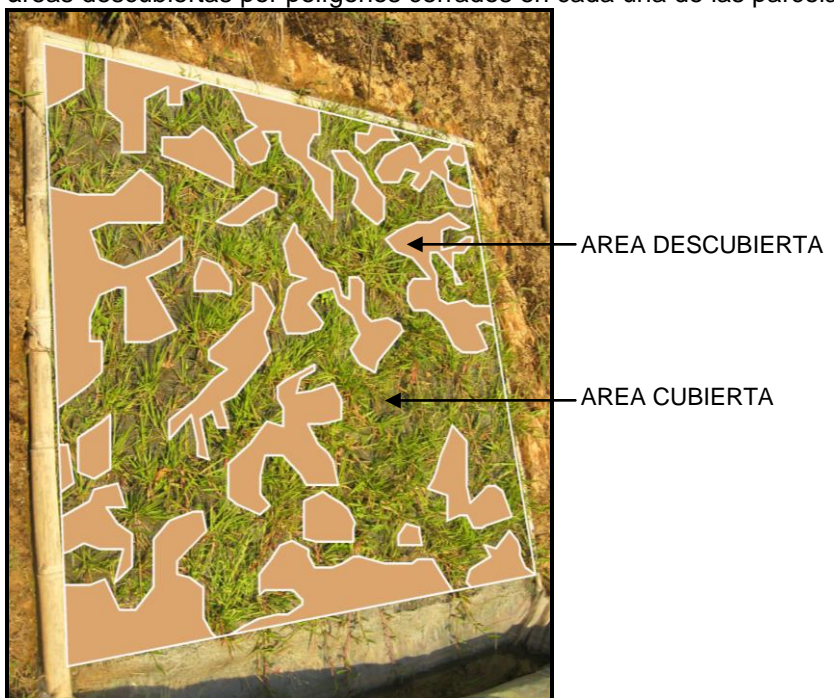 áreas descubiertas por polígonos cerrados en cada una de las
AREA DESCUBIERTA
AREA CUBIERTA